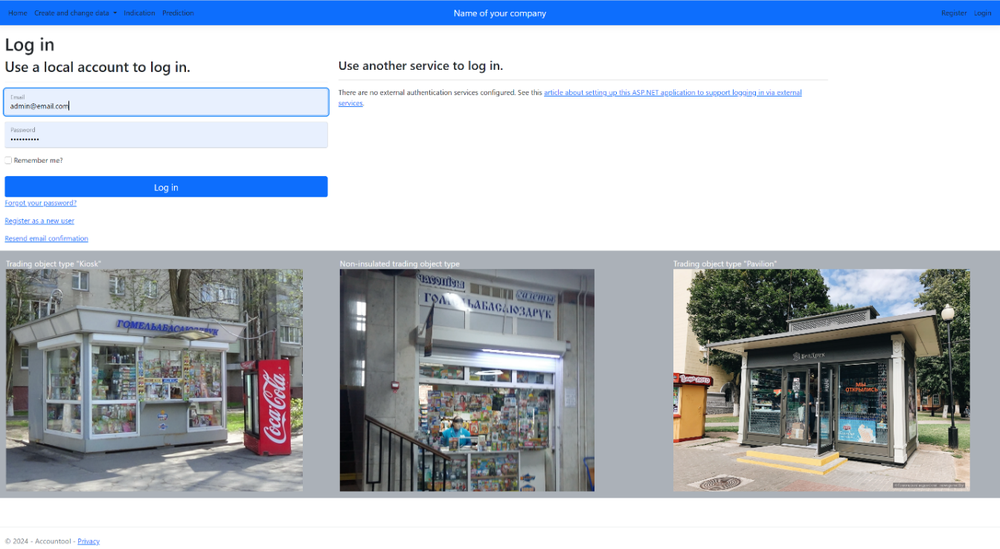 Home Create and change data Indication Prediction
Name of your company
Register Login
Log in
Use a local account to log in.
Email
admin@email.com
Password
••••••••••
Remember me?
Log in
Forgot your password?
Register as a new user
Resend email confirmation
Use another service to log in.
There are no external authentication services configured. See this article about setting up this ASP.NET application to support logging in via external
services.
Trading object type "Kiosk"
ГОМЕЛЬАБАСАЮЗДРУК
Coca-Cola
Non-insulated trading object type
часопісы
газеты
ГОМЕЛЬАБАСАЮЗДРУК
Trading object type "Pavilion"
БелДрук
МЫ
ОТКРЫЛИСЬ
© 2024 - Accountool - Privacy